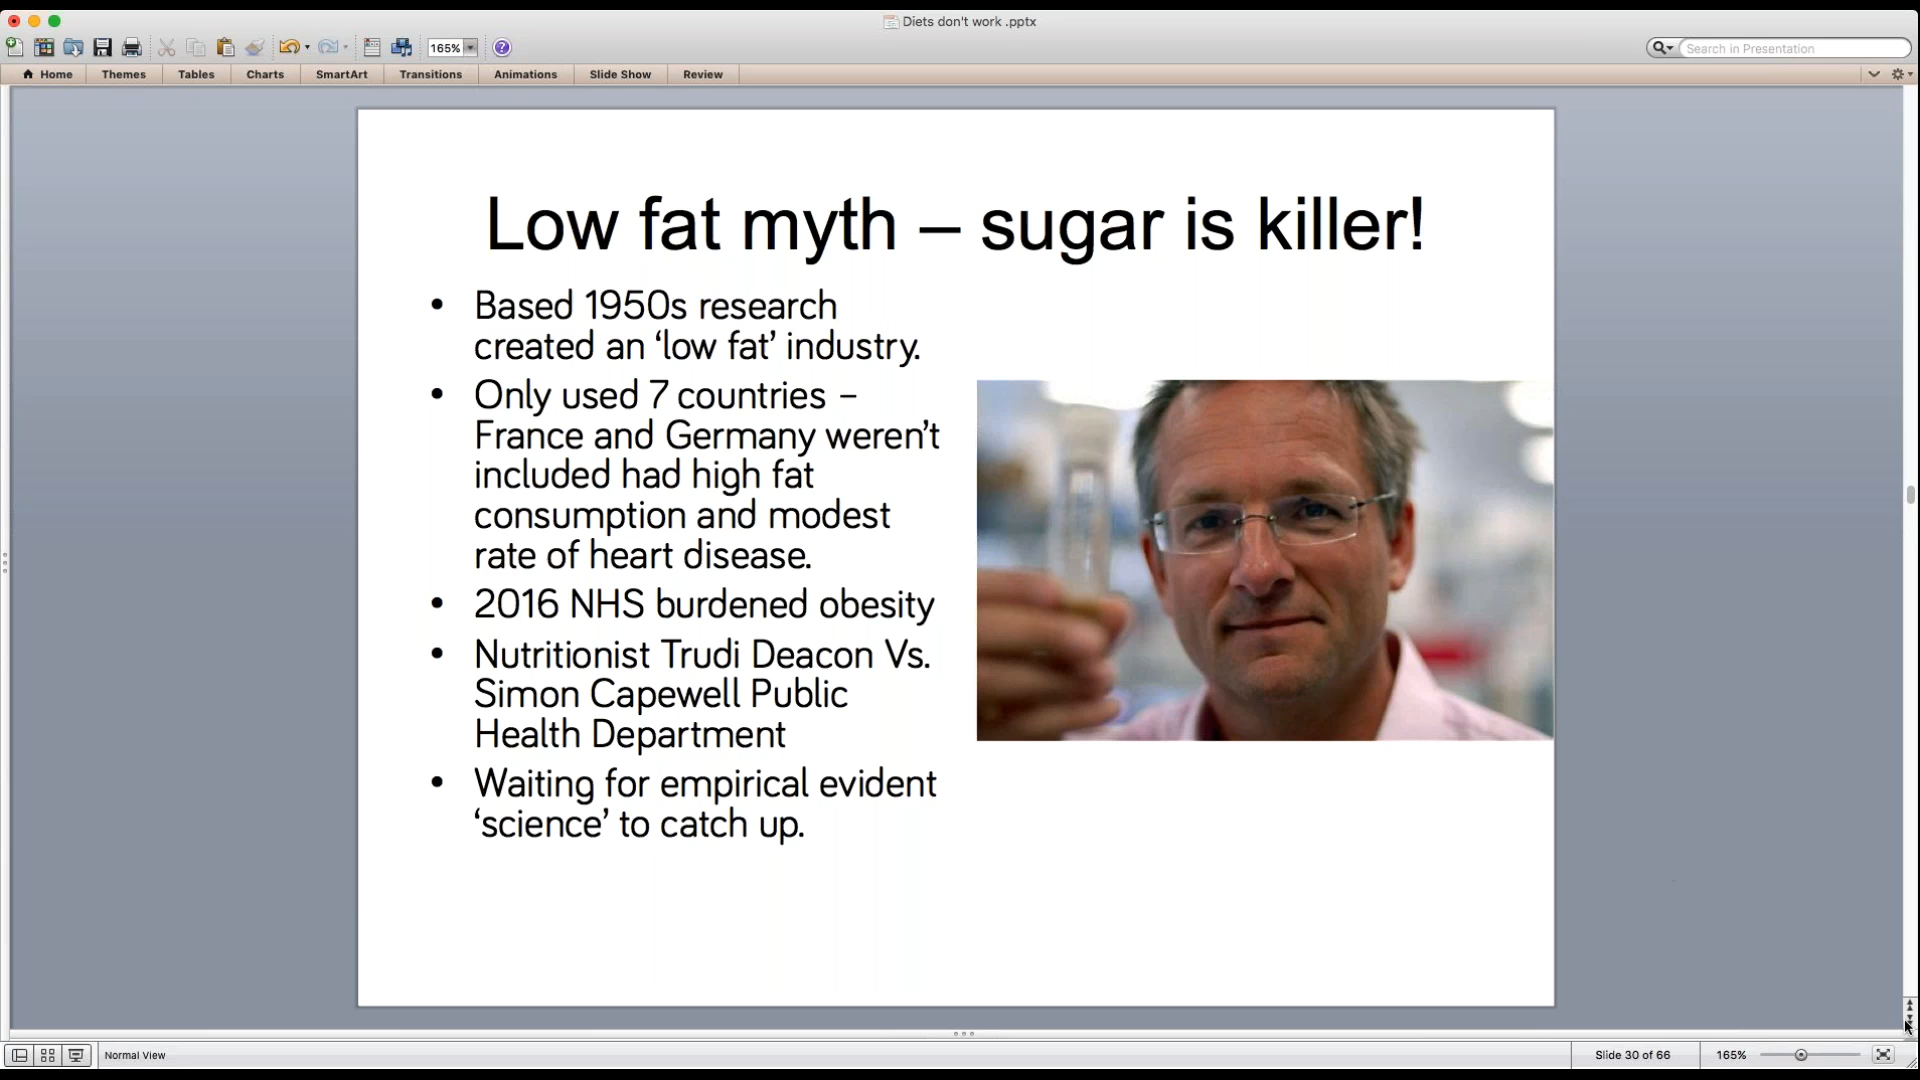 Diets don't work .pptx
165%
Search in Presentation
Home Themes Tables Charts SmartArt Transitions Animations Slide Show Review
Low fat myth – sugar is killer!
• Based 1950s research
created an ‘low fat’ industry.
• Only used 7 countries –
France and Germany weren’t
included had high fat
consumption and modest
rate of heart disease.
• 2016 NHS burdened obesity
• Nutritionist Trudi Deacon Vs.
Simon Capewell Public
Health Department
• Waiting for empirical evident
‘science’ to catch up.
Normal View
Slide 30 of 66
165%